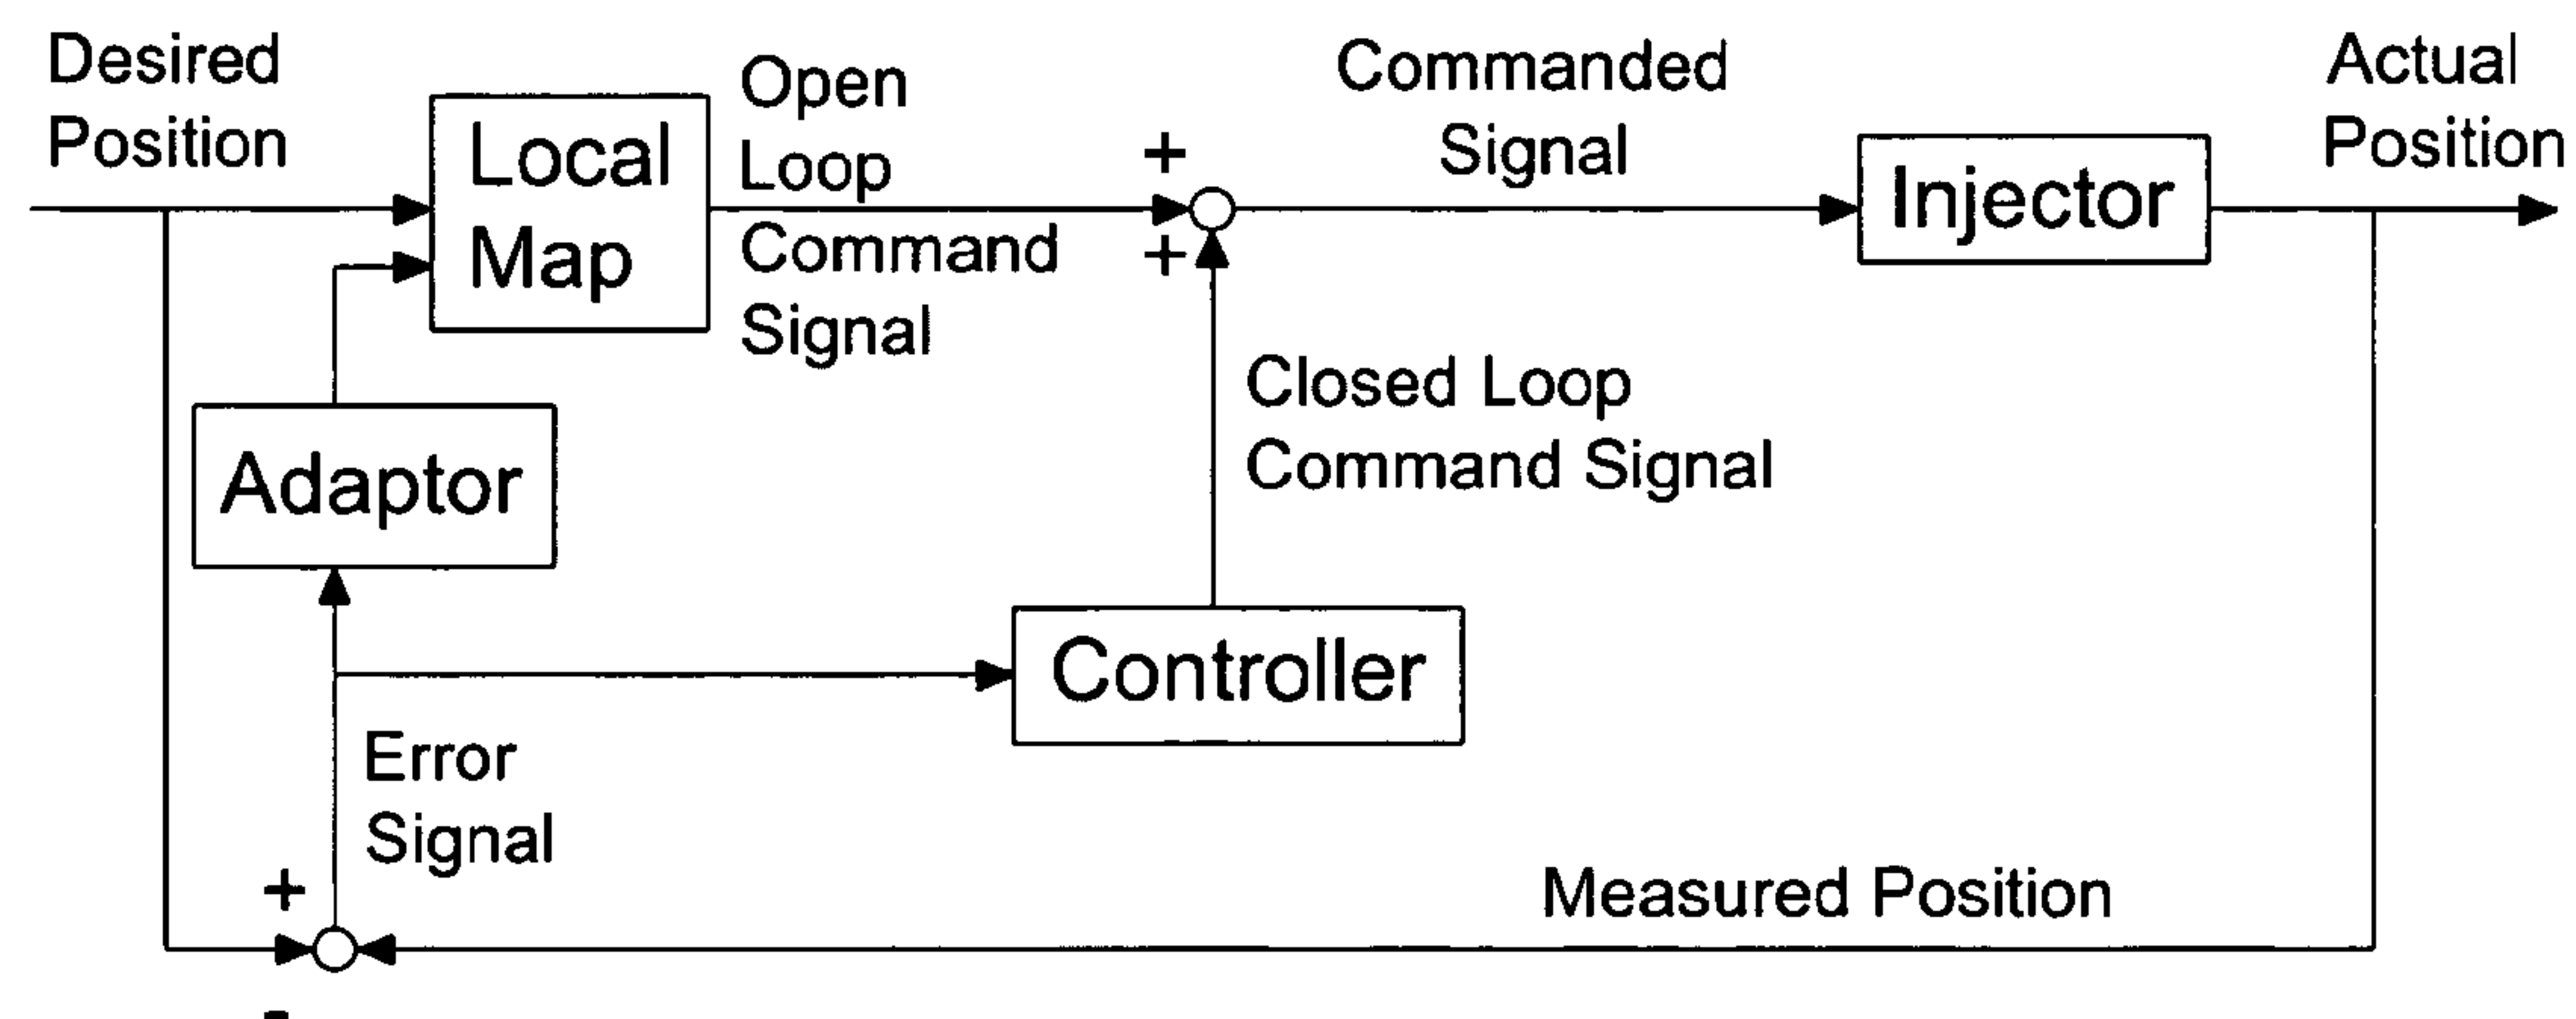 Desired
Position
Local
Map
Open
Loop
Command
Signal
+
+
Commanded
Signal
Injector
Actual
Position
Adaptor
Closed Loop
Command Signal
Controller
Error
Signal
+
-
Measured Position